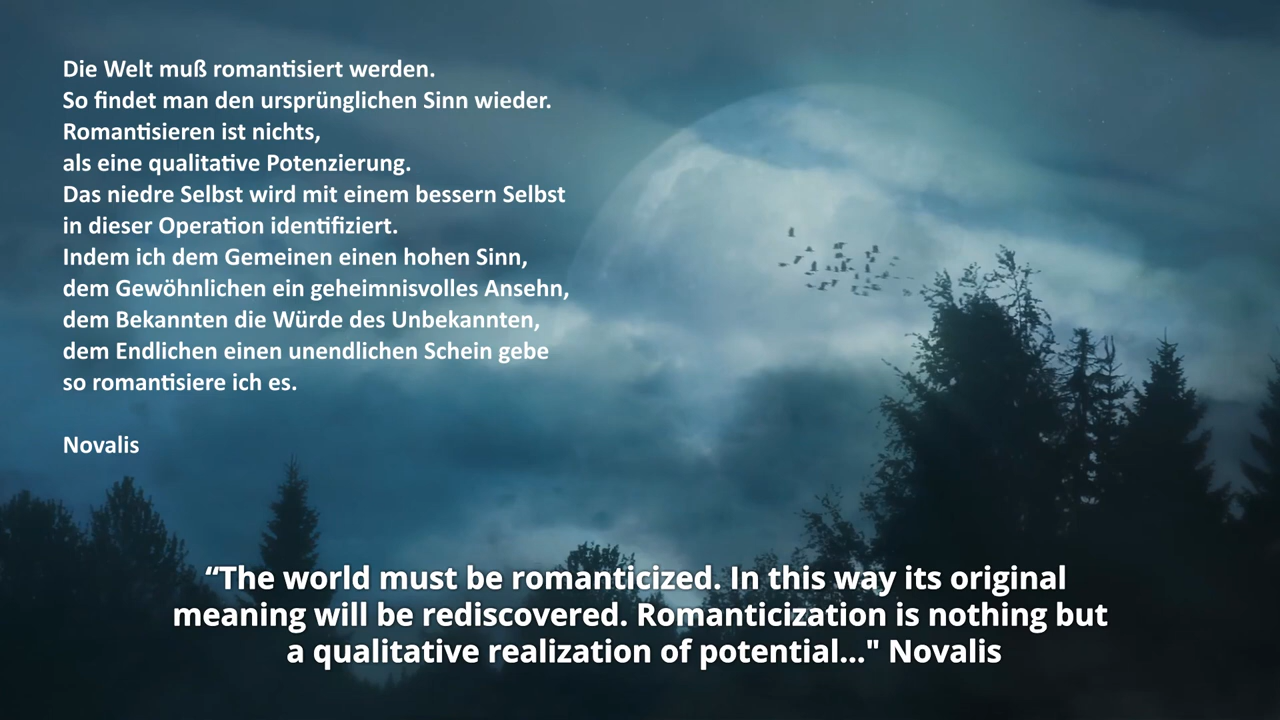 Die Welt muß romantisiert werden.
So findet man den ursprünglichen Sinn wieder.
Romantisieren ist nichts,
als eine qualitative Potenzierung.
Das niedre Selbst wird mit einem bessern Selbst
in dieser Operation identifiziert.
Indem ich dem Gemeinen einen hohen Sinn,
dem Gewöhnlichen ein geheimnisvolles Ansehn,
dem Bekannten die Würde des Unbekannten,
dem Endlichen einen unendlichen Schein gebe
so romantisiere ich es.
Novalis
“The world must be romanticized. In this way its original
meaning will be rediscovered. Romanticization is nothing but
a qualitative realization of potential..." Novalis